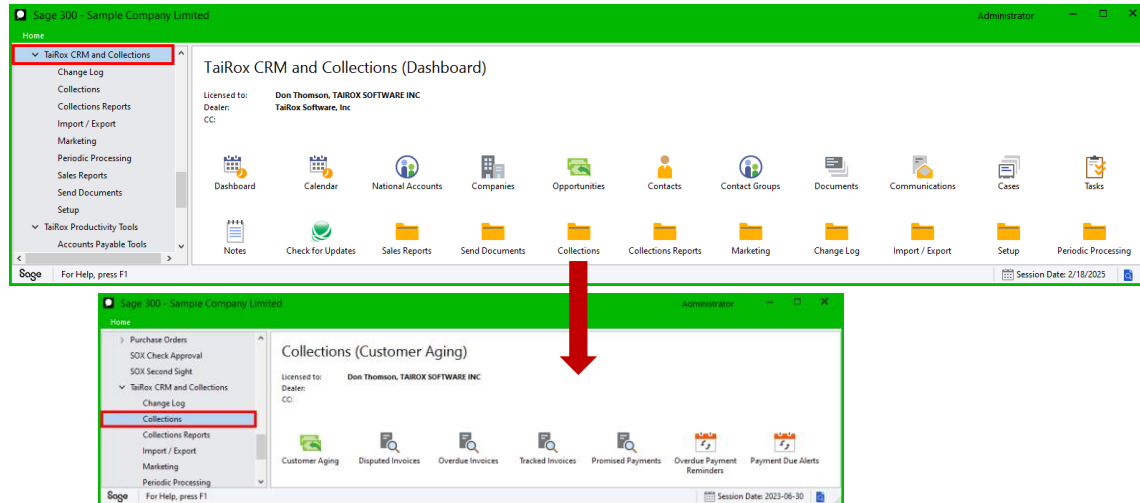 Sage 300 - Sample Company Limited
Administrator
Home
TaiRox CRM and Collections
Change Log
Collections
Collections Reports
Import / Export
Marketing
Periodic Processing
Sales Reports
Send Documents
Setup
TaiRox Productivity Tools
Accounts Payable Tools
TaiRox CRM and Collections (Dashboard)
Licensed to: Don Thomson, TAIROX SOFTWARE INC
Dealer: TaiRox Software, Inc
CC:
Dashboard Calendar National Accounts Companies Opportunities Contacts Contact Groups Documents Communications Cases Tasks
Notes Check for Updates Sales Reports Send Documents Collections Collections Reports Marketing Change Log Import / Export Setup Periodic Processing
Sage For Help, press F1 Session Date: 2/18/2025
Sage 300 - Sample Company Limited
Administrator
Home
Purchase Orders
SOX Check Approval
SOX Second Sight
TaiRox CRM and Collections
Change Log
Collections
Collections Reports
Import / Export
Marketing
Periodic Processing
Collections (Customer Aging)
Licensed to: Don Thomson, TAIROX SOFTWARE INC
Dealer:
CC:
Customer Aging Disputed Invoices Overdue Invoices Tracked Invoices Promised Payments Overdue Payment Payment Due Alerts
Reminders
Sage For Help, press F1 Session Date: 2023-06-30